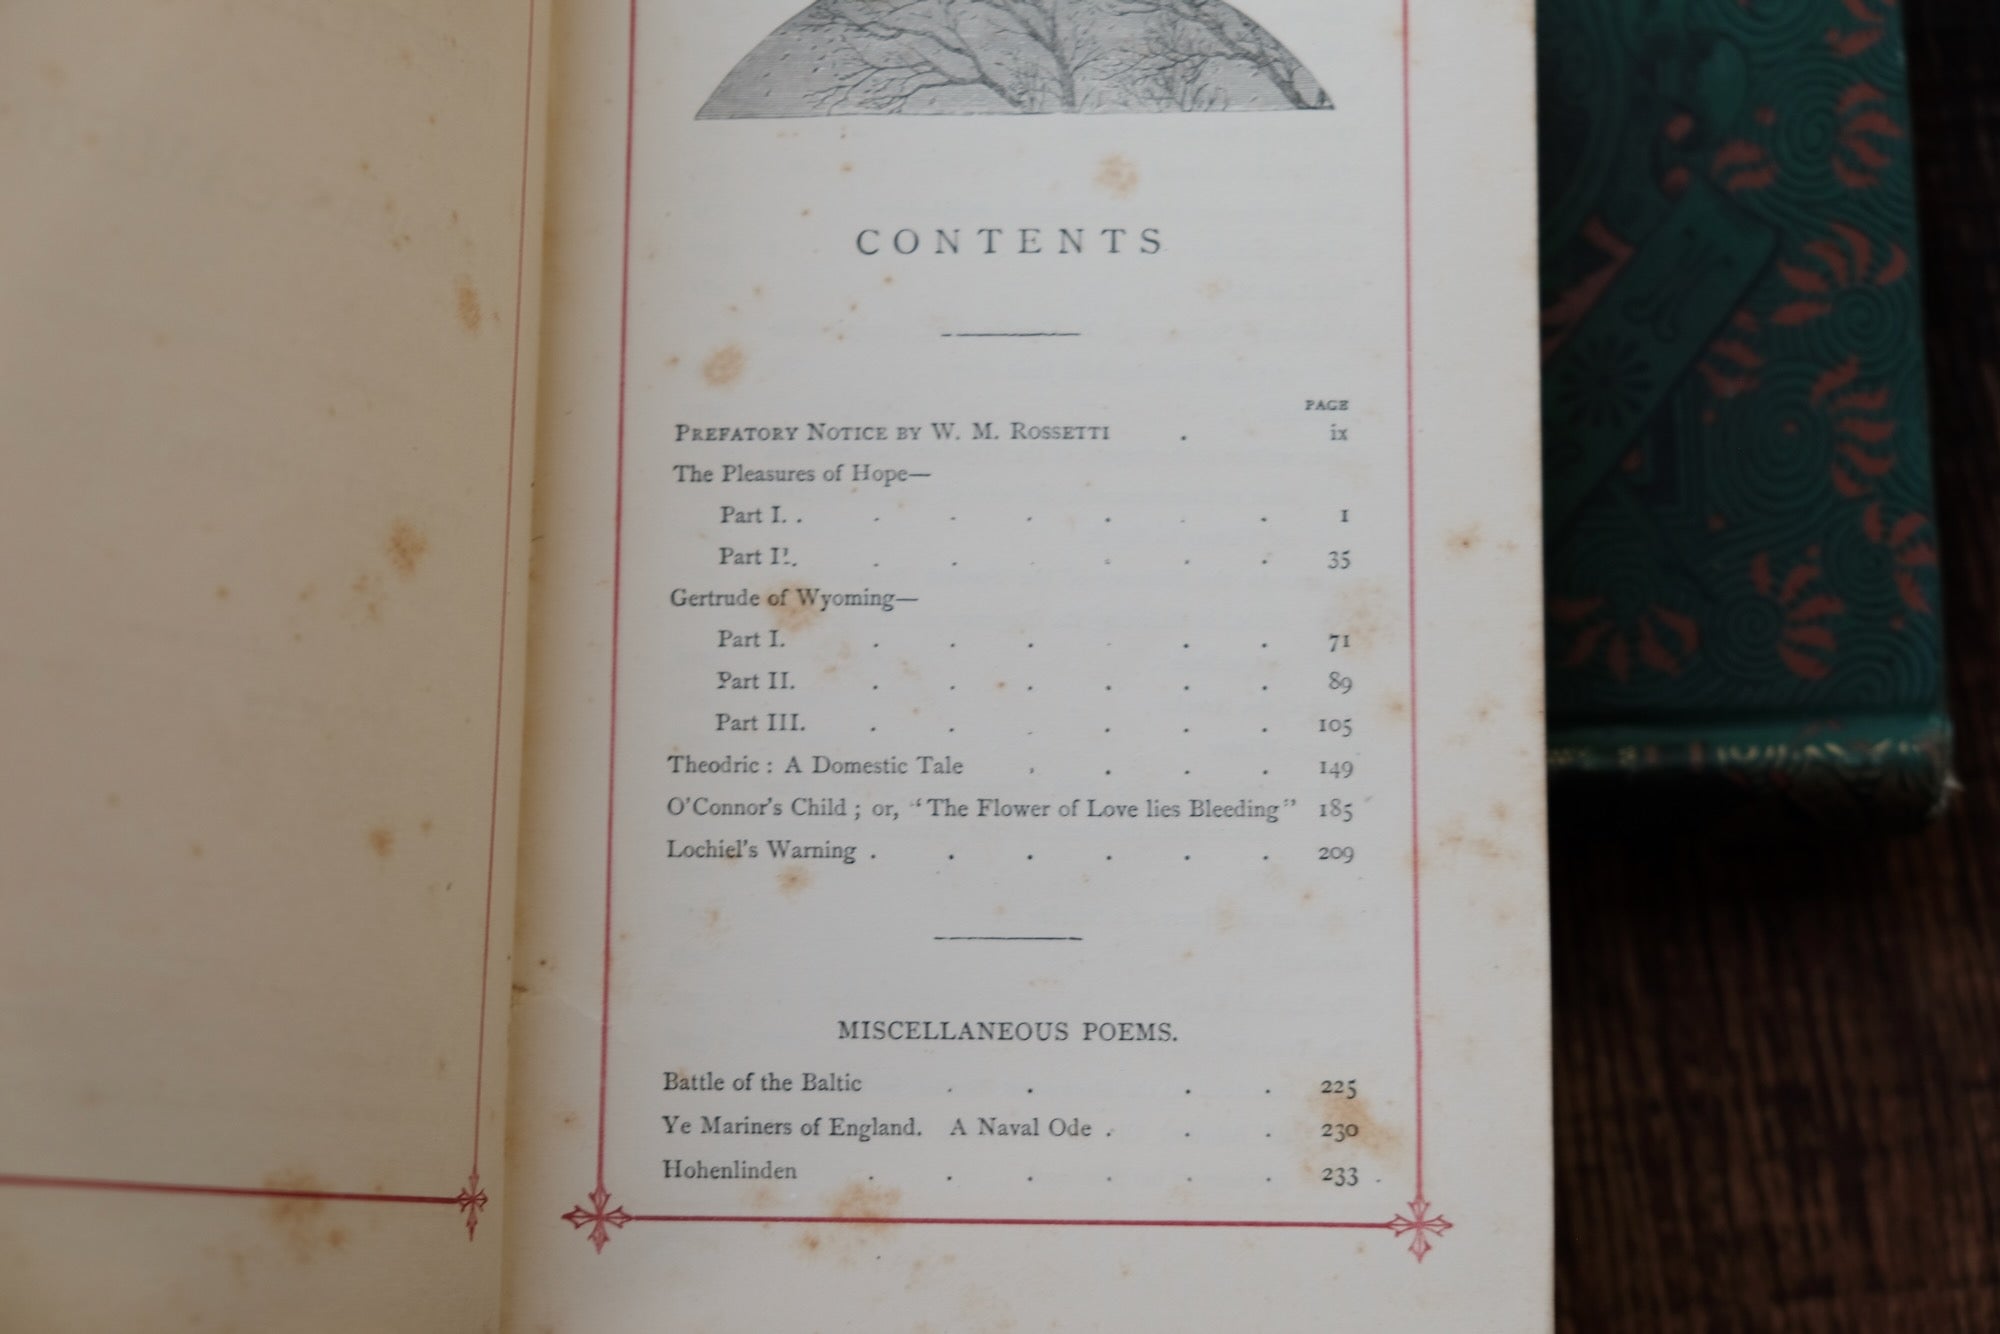 CONTENTS
PAGE
PREFATORY NOTICE BY W. M. ROSSETTI . ix
The Pleasures of Hope—
Part I. . . . . . . . 1
Part II. . . . . . . 35
Gertrude of Wyoming—
Part I. . . . . . . 71
Part II. . . . . . . 89
Part III. . . . . . . 105
Theodric : A Domestic Tale . . . . 149
O'Connor's Child ; or, "The Flower of Love lies Bleeding" 185
Lochiel's Warning . . . . . . 209
MISCELLANEOUS POEMS.
Battle of the Baltic . . . . 225
Ye Mariners of England. A Naval Ode . . . 230
Hohenlinden . . . . . . 233